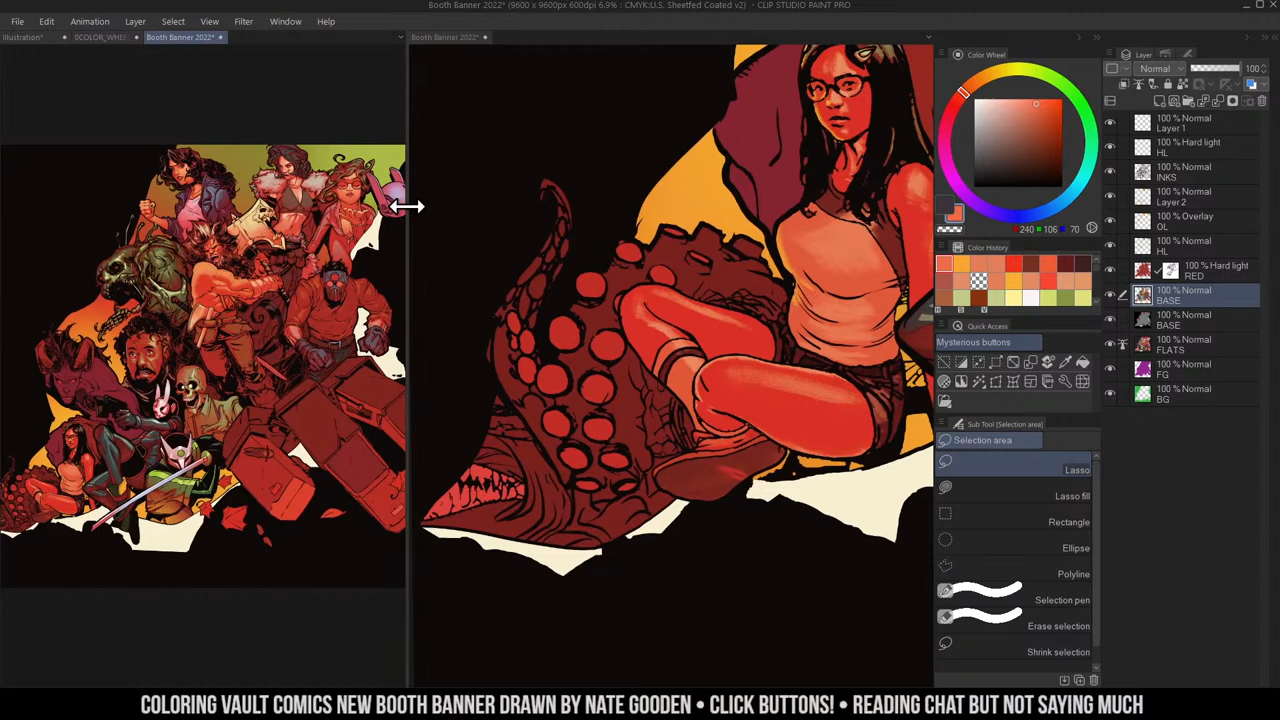 Booth Banner 2022* (9600 x 9600px 600dpi 6.9% : CMYK:U.S. Sheetfed Coated v2) - CLIP STUDIO PAINT PRO
File Edit Animation Layer Select View Filter Window Help
Illustration* 0COLOR_WHEE Booth Banner 2022* Booth Banner 2022*
Color Wheel
240 106 70
Color History
H S V
Quick Access
Mysterious buttons
Sub Tool [Selection area]
Selection area
Lasso
Lasso fill
Rectangle
Ellipse
Polyline
Selection pen
Erase selection
Shrink selection
Layer
Normal 100
100 % Normal
Layer 1
100 % Hard light
HL
100 % Normal
INKS
100 % Normal
Layer 2
100 % Overlay
OL
100 % Normal
HL
100 % Hard light
RED
100 % Normal
BASE
100 % Normal
BASE
100 % Normal
FLATS
100 % Normal
FG
100 % Normal
BG
COLORING VAULT COMICS NEW BOOTH BANNER DRAWN BY NATE GOODEN • CLICK BUTTONS! • READING CHAT BUT NOT SAYING MUCH